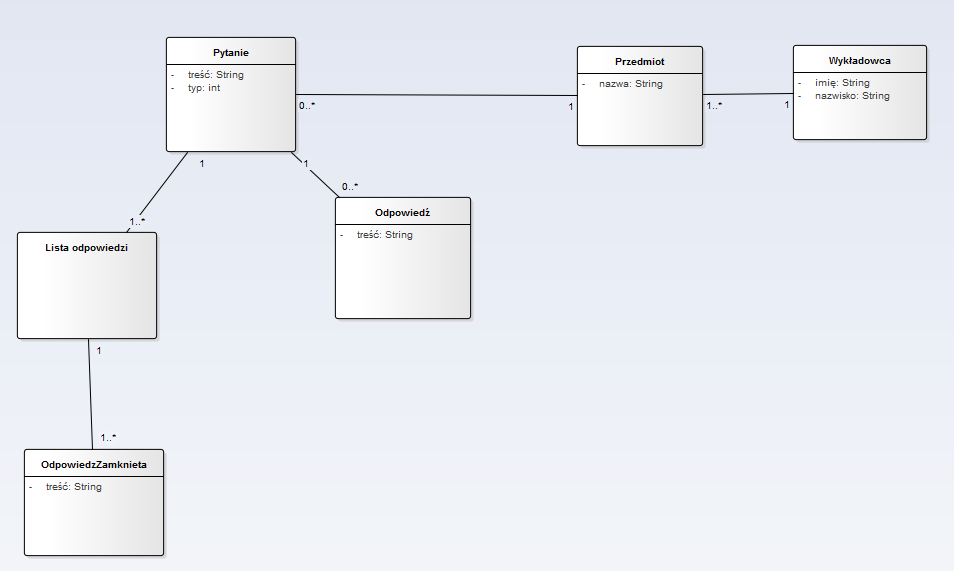 Pytanie
- treść: String
- typ: int
0..*
1
Przedmiot
- nazwa: String
1..*
1
Wykładowca
- imię: String
- nazwisko: String
1
1
0..*
1..*
Odpowiedź
- treść: String
Lista odpowiedzi
1
1..*
OdpowiedzZamknieta
- treść: String